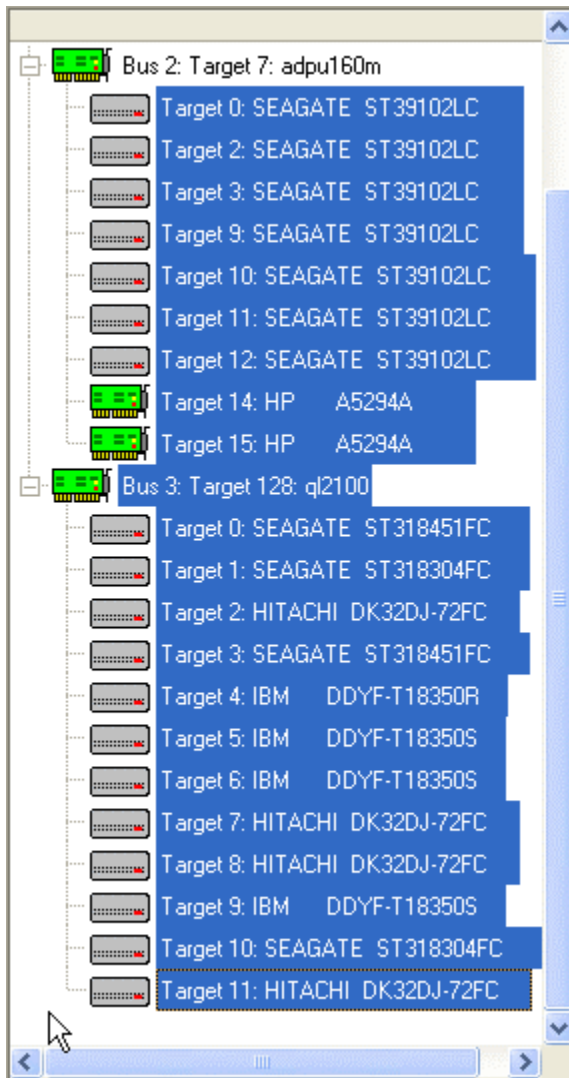 Bus 2: Target 7: adpu160m
Target 0: SEAGATE ST39102LC
Target 2: SEAGATE ST39102LC
Target 3: SEAGATE ST39102LC
Target 9: SEAGATE ST39102LC
Target 10: SEAGATE ST39102LC
Target 11: SEAGATE ST39102LC
Target 12: SEAGATE ST39102LC
Target 14: HP A5294A
Target 15: HP A5294A
Bus 3: Target 128: ql2100
Target 0: SEAGATE ST318451FC
Target 1: SEAGATE ST318304FC
Target 2: HITACHI DK32DJ-72FC
Target 3: SEAGATE ST318451FC
Target 4: IBM DDYF-T18350R
Target 5: IBM DDYF-T18350S
Target 6: IBM DDYF-T18350S
Target 7: HITACHI DK32DJ-72FC
Target 8: HITACHI DK32DJ-72FC
Target 9: IBM DDYF-T18350S
Target 10: SEAGATE ST318304FC
Target 11: HITACHI DK32DJ-72FC